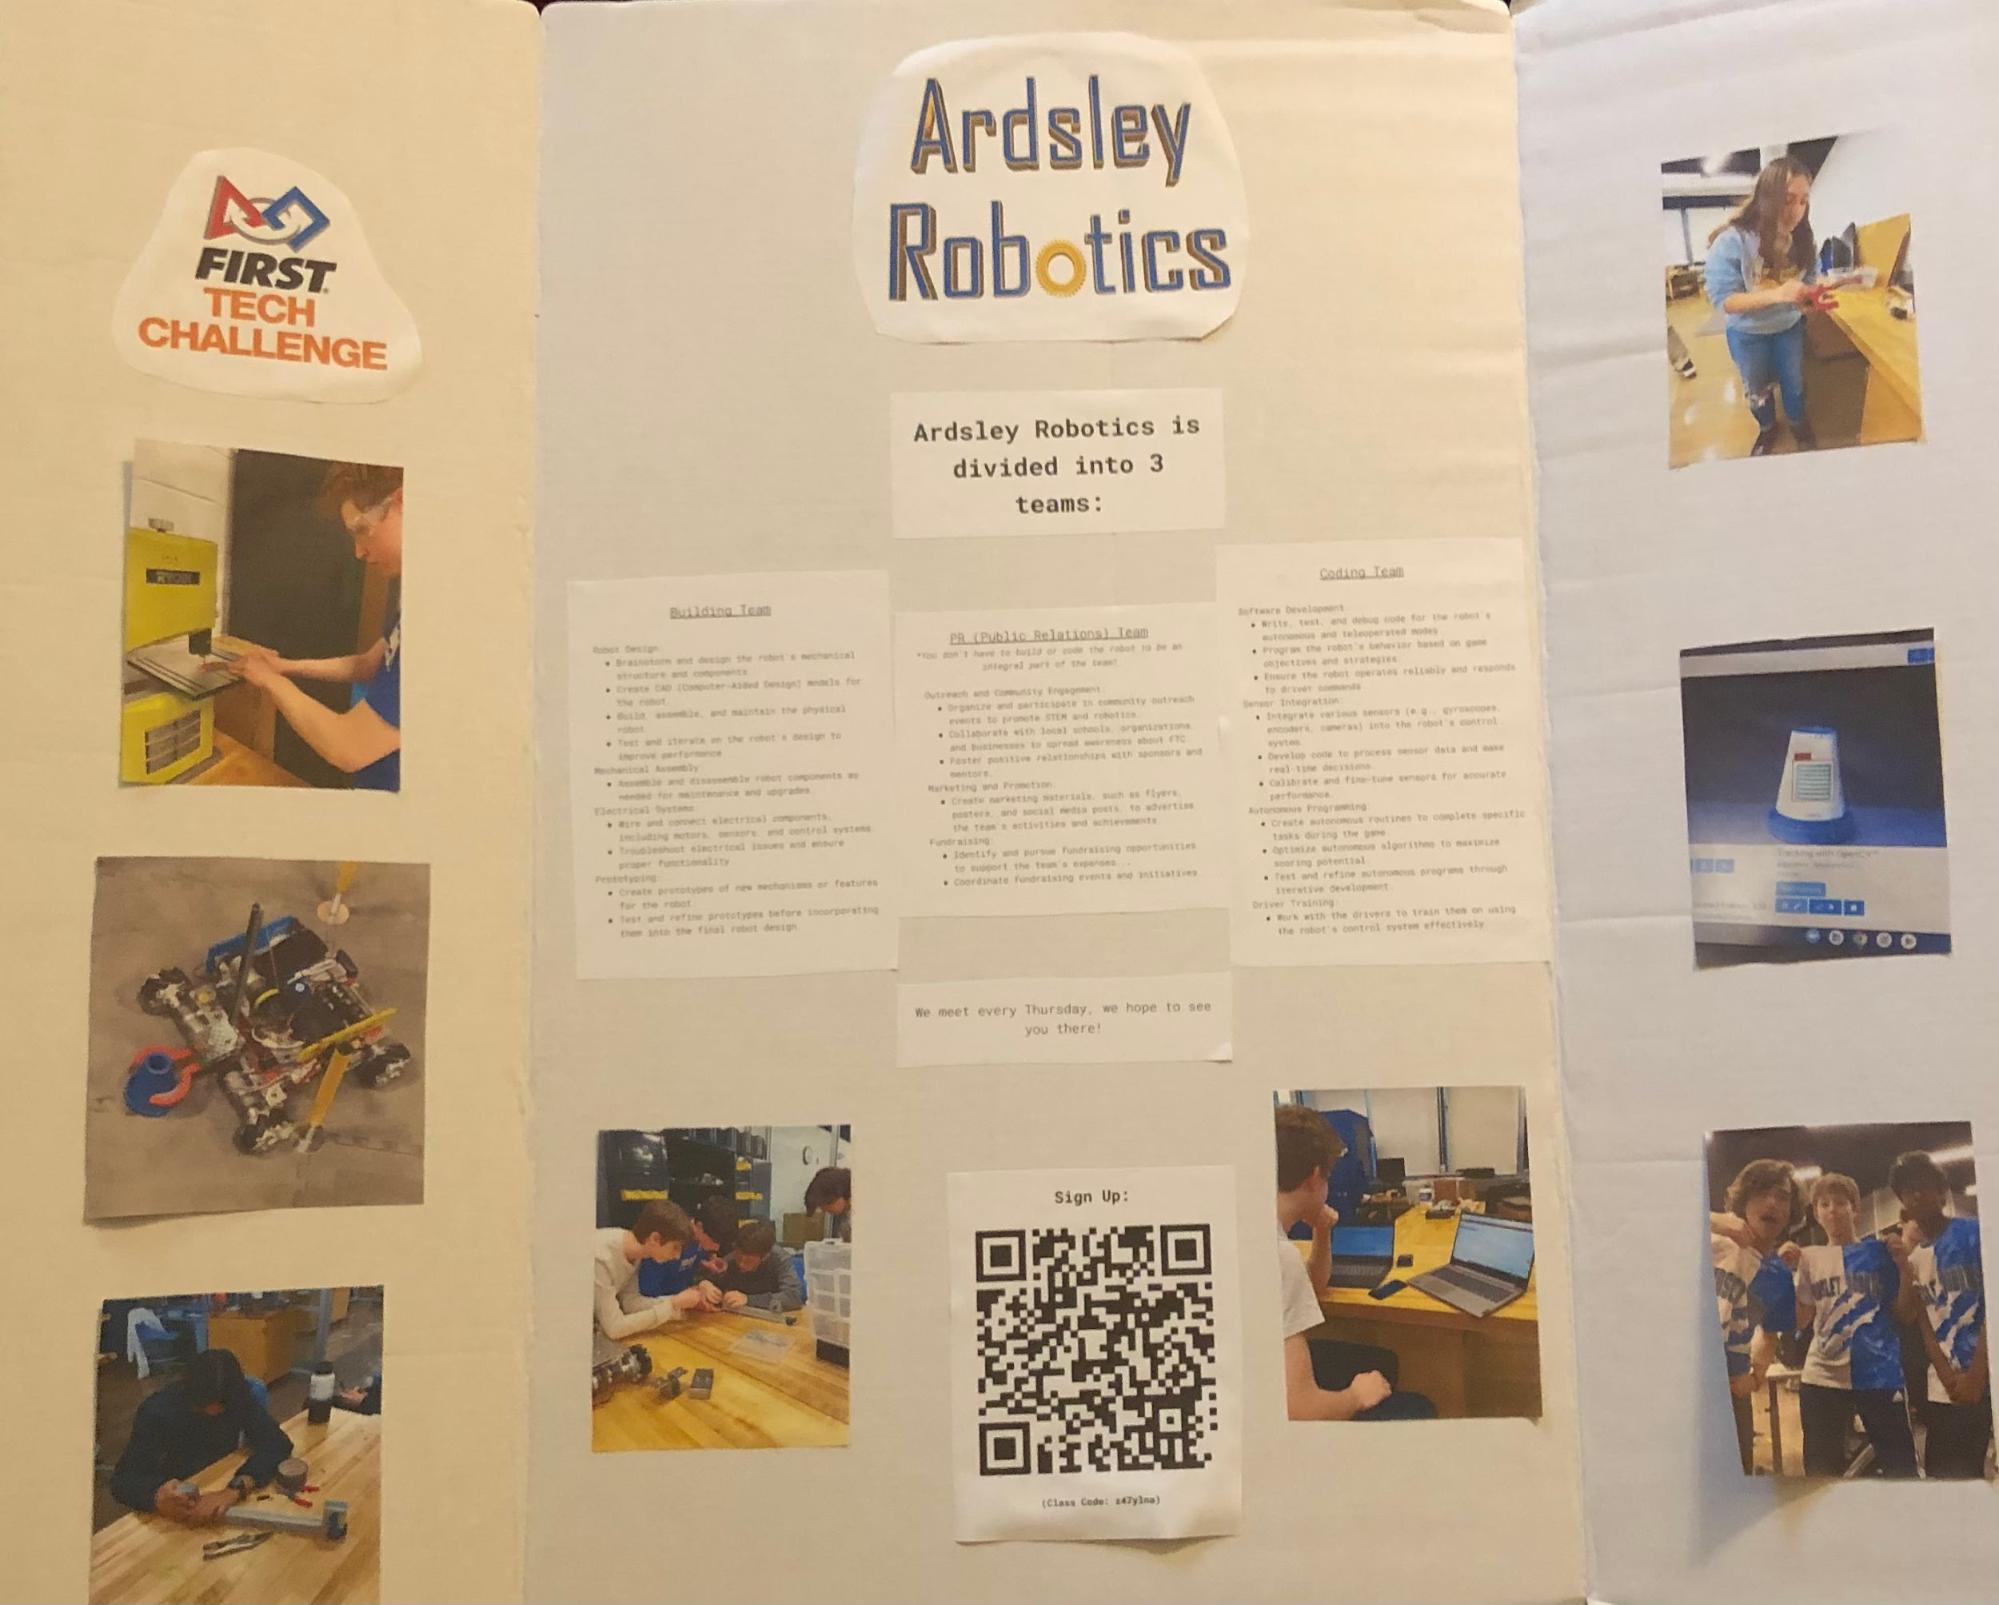 FIRST
TECH
CHALLENGE
Ardsley
Robotics
Ardsley Robotics is
divided into 3
teams:
Building Team
Robot Design
Brainstorm and design the robot's mechanical
structure and components
Create CAD (Computer-Aided Design) models for
the robot.
Build, assemble, and maintain the physical
robot.
Test and iterate on the robot's design to
improve performance
Mechanical Assembly
Assemble and disassemble robot components as
needed for maintenance and upgrades.
Electrical Systems
Wire and connect electrical components,
including motors, sensors, and control systems
Troubleshoot electrical issues and ensure
proper functionality
Prototyping:
Create prototypes of new mechanisms or features
for the robot
Test and refine prototypes before incorporating
them into the final robot design
PR (Public Relations) Team
*You don't have to build or code the robot to be an
integral part of the team!
Outreach and Community Engagement:
Organize and participate in community outreach
events to promote STEM and robotics.
Collaborate with local schools, organizations,
and businesses to spread awareness about FTC.
Foster positive relationships with sponsors and
mentors.
Marketing and Promotion:
Create marketing materials, such as flyers,
posters, and social media posts, to advertise
the team's activities and achievements.
Fundraising:
Identify and pursue fundraising opportunities
to support the team's expenses...
Coordinate fundraising events and initiatives.
Coding Team
Software Development:
Write, test, and debug code for the robot's
autonomous and teleoperated modes
Program the robot's behavior based on game
objectives and strategies
Ensure the robot operates reliably and responds
to driver commands
Sensor Integration:
Integrate various sensors (e.g., gyroscopes,
encoders, cameras) into the robot's control
system.
Develop code to process sensor data and make
real-time decisions.
Calibrate and fine-tune sensors for accurate
performance.
Autonomous Programming:
Create autonomous routines to complete specific
tasks during the game.
Optimize autonomous algorithms to maximize
scoring potential.
Test and refine autonomous programs through
iterative development.
Driver Training:
Work with the drivers to train them on using
the robot's control system effectively
We meet every Thursday, we hope to see
you there!
Sign Up:
(Class Code: z47ylna)
RYOBI
Tracking with OpenCV